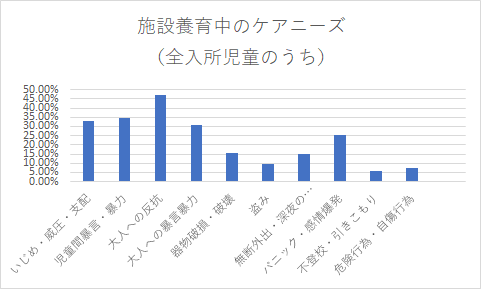 施設養育中のケアニーズ
（全入所児童のうち）
50.00%
45.00%
40.00%
35.00%
30.00%
25.00%
20.00%
15.00%
10.00%
5.00%
0.00%
いじめ・威圧・支配
児童間暴言・暴力
大人への反抗
大人への暴言暴力
器物破損・破壊
盗み
無断外出・深夜の…
パニック・感情爆発
不登校・引きこもり
危険行為・自傷行為